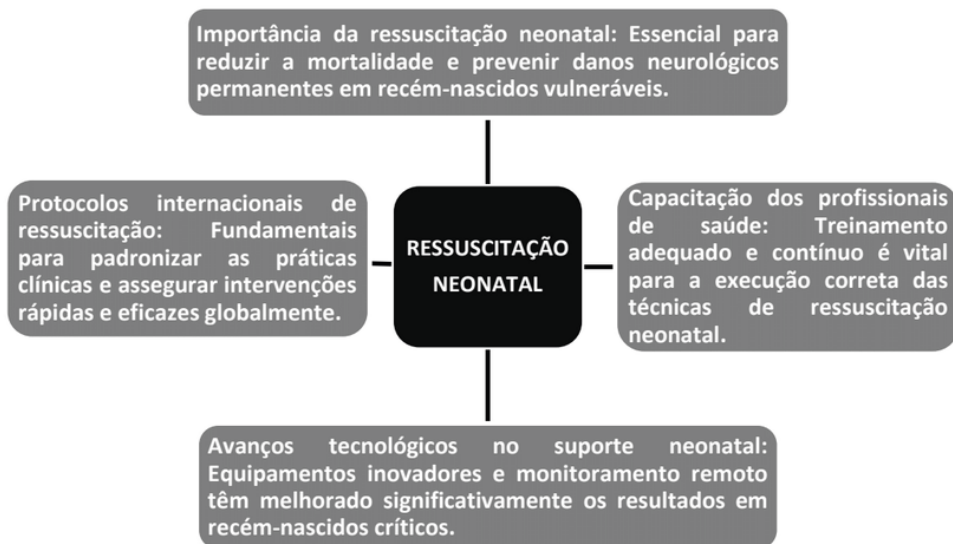 Importância da ressuscitação neonatal: Essencial para
reduzir a mortalidade e prevenir danos neurológicos
permanentes em recém-nascidos vulneráveis.
Protocolos internacionais de
ressuscitação: Fundamentais
para padronizar as práticas
clínicas e assegurar intervenções
rápidas e eficazes globalmente.
RESSUSCITAÇÃO
NEONATAL
Capacitação dos profissionais
de saúde: Treinamento
adequado e contínuo é vital
para a execução correta das
técnicas de ressuscitação
neonatal.
Avanços tecnológicos no suporte neonatal:
Equipamentos inovadores e monitoramento remoto
têm melhorado significativamente os resultados em
recém-nascidos críticos.